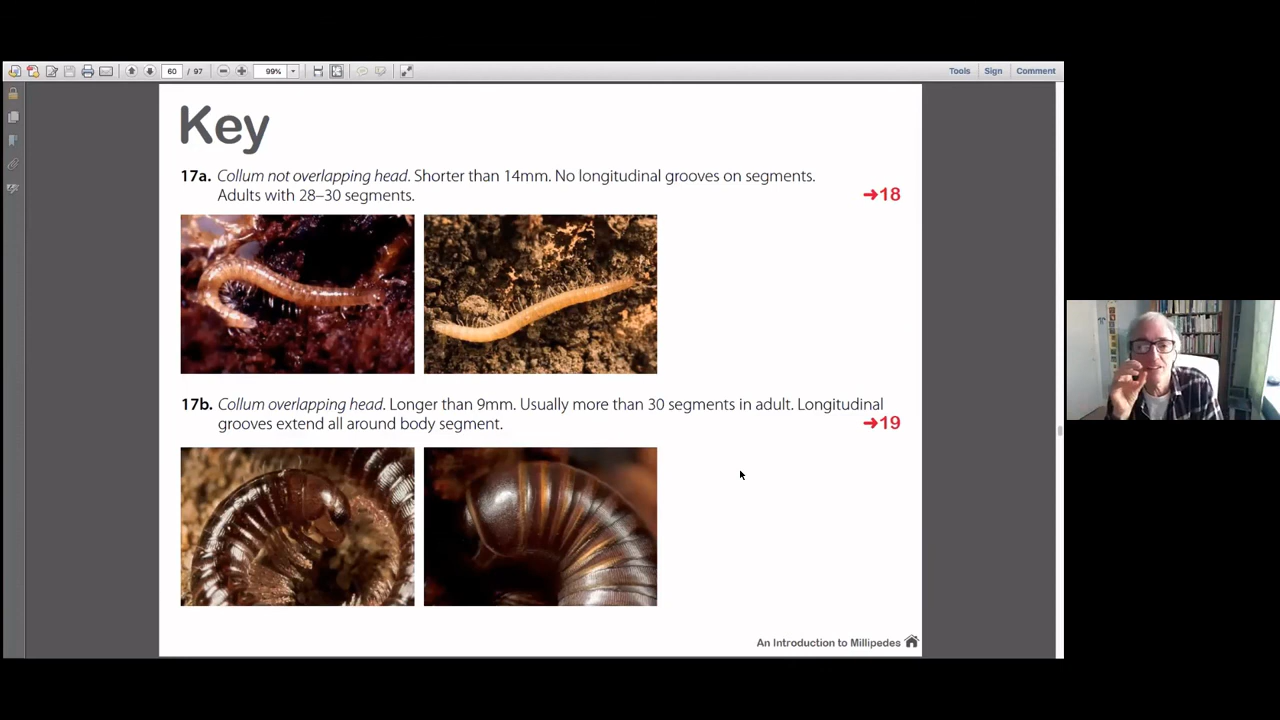 60 / 97
99%
Tools
Sign
Comment
Key
17a. Collum not overlapping head. Shorter than 14mm. No longitudinal grooves on segments.
Adults with 28–30 segments.
➔18
17b. Collum overlapping head. Longer than 9mm. Usually more than 30 segments in adult. Longitudinal
grooves extend all around body segment.
➔19
An Introduction to Millipedes